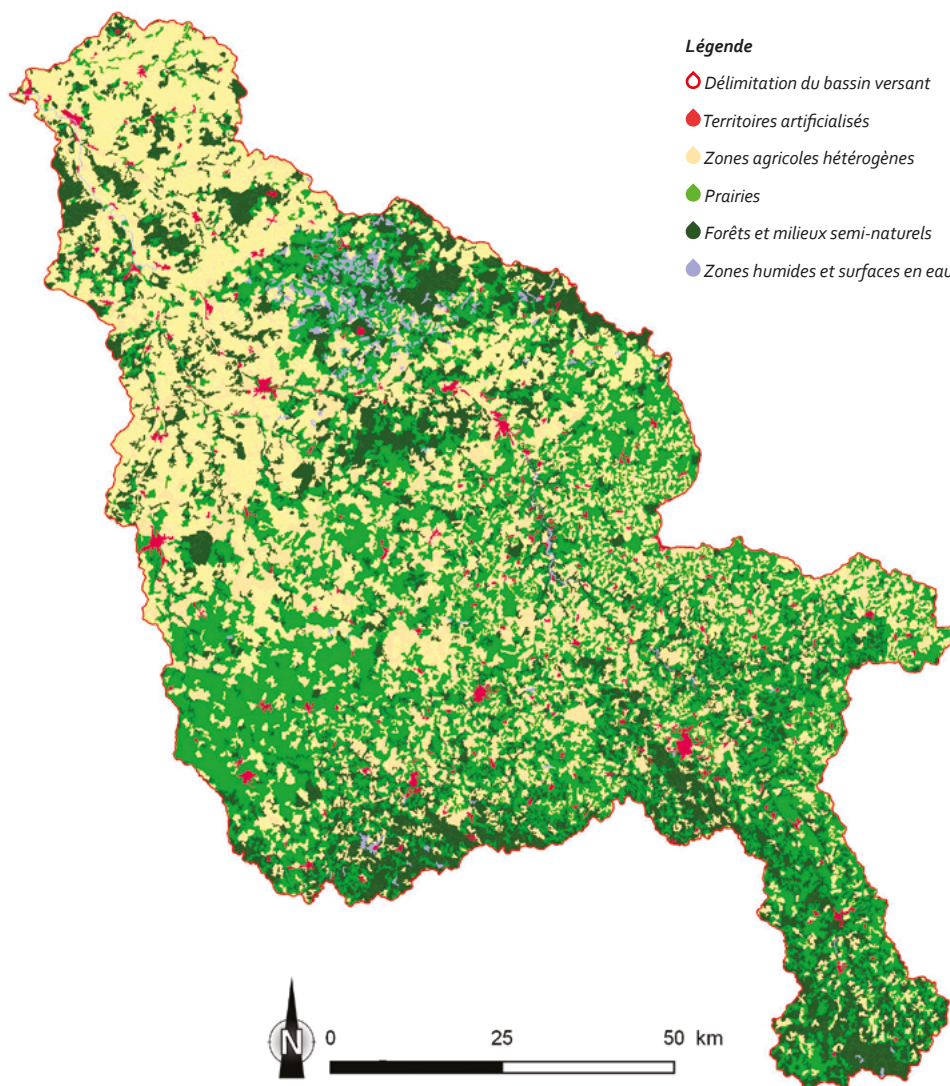 Légende
Délimitation du bassin versant
Territoires artificialisés
Zones agricoles hétérogènes
Prairies
Forêts et milieux semi-naturels
Zones humides et surfaces en eau
N
0 25 50 km